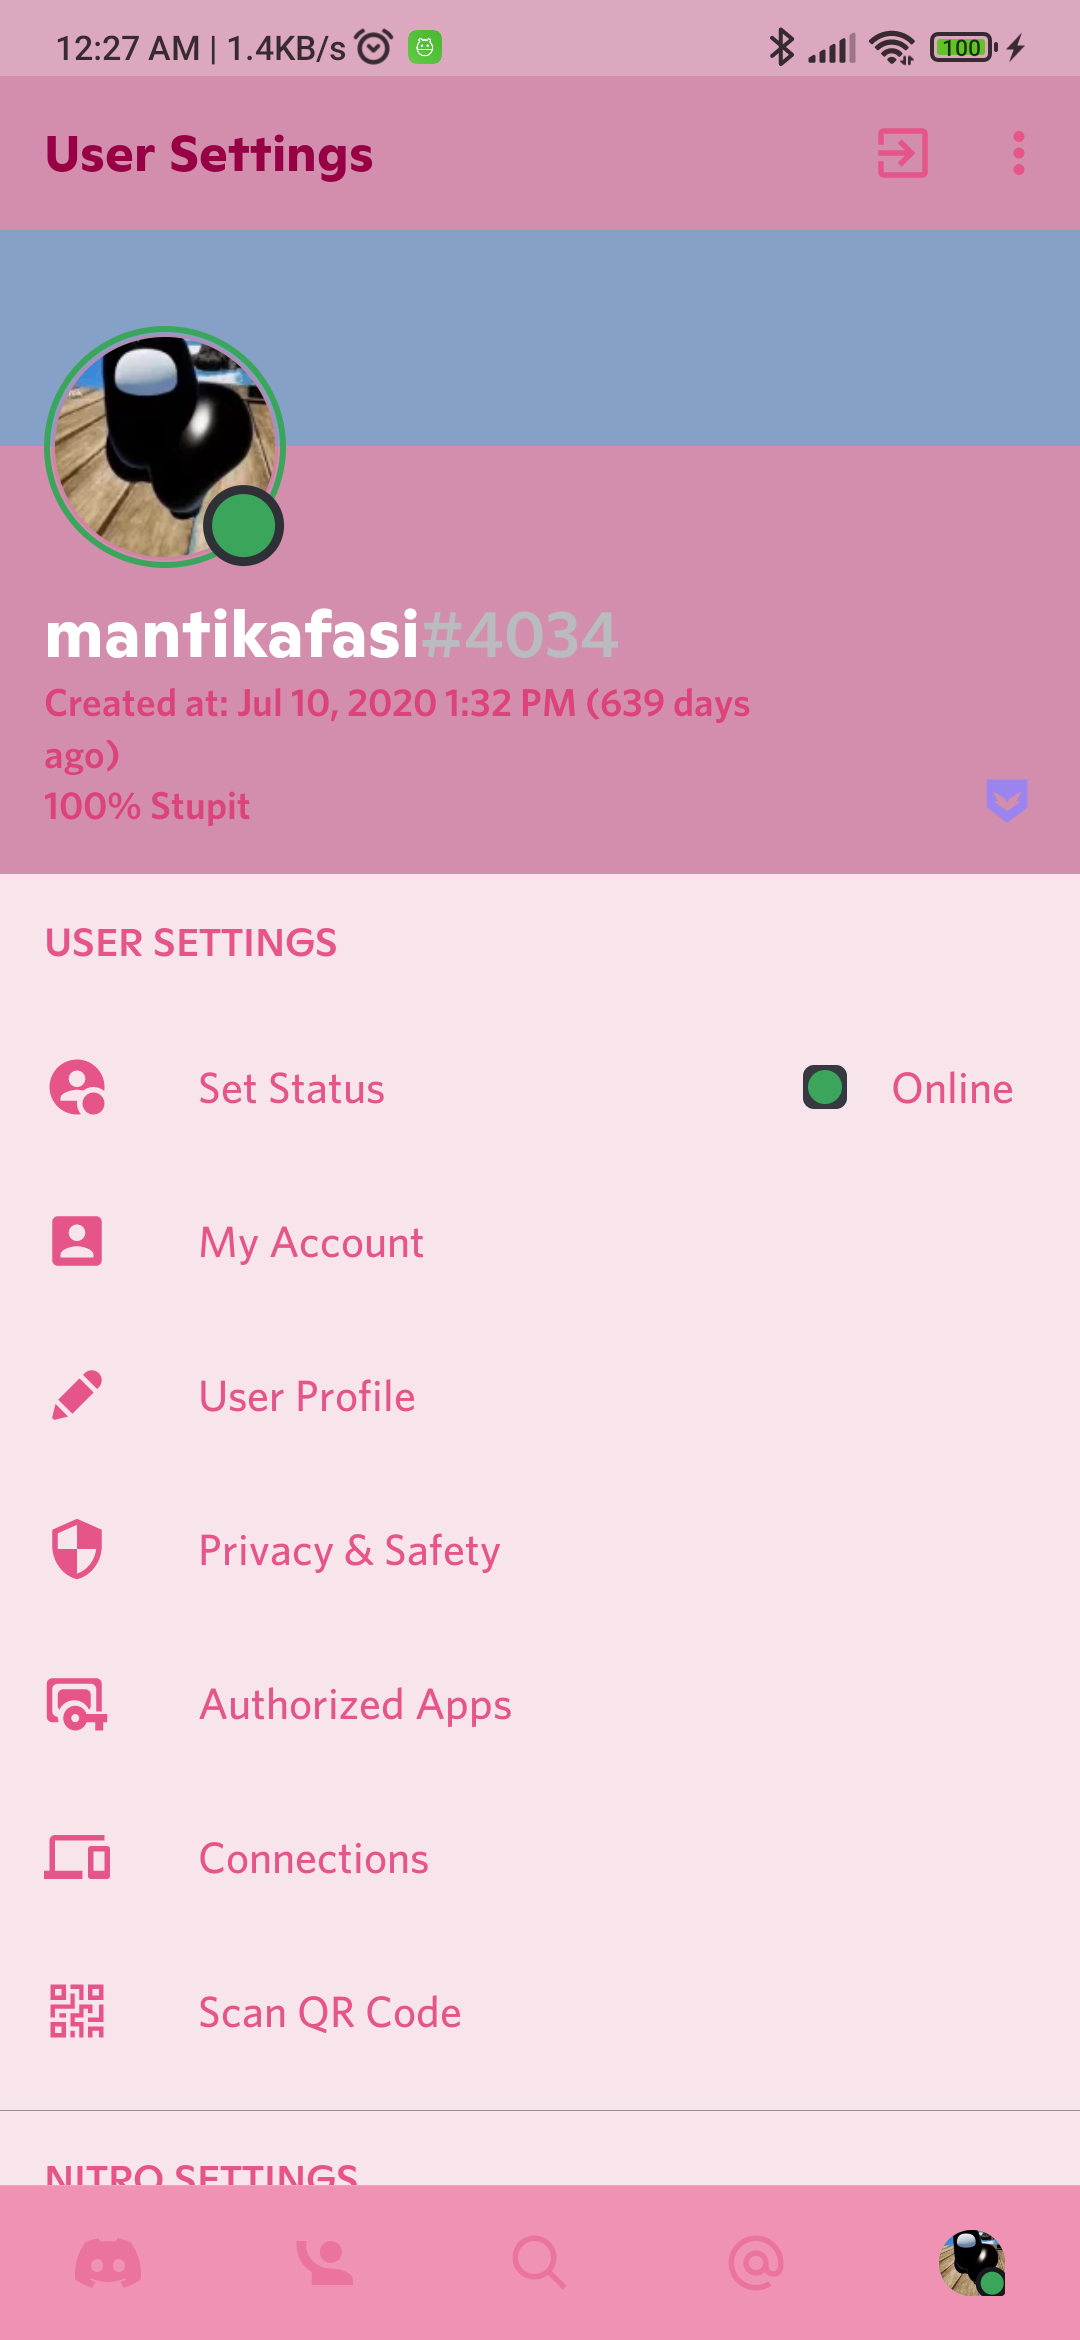 12:27 AM | 1.4KB/s
100
User Settings
mantikafasi#4034
Created at: Jul 10, 2020 1:32 PM (639 days
ago)
100% Stupit
USER SETTINGS
Set Status
Online
My Account
User Profile
Privacy & Safety
Authorized Apps
Connections
Scan QR Code
NITRO SETTINGS